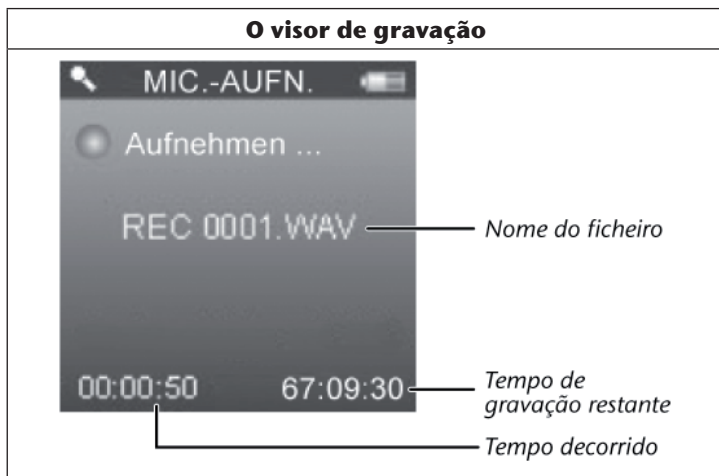 O visor de gravação
MIC.-AUFN.
Aufnehmen ...
REC 0001.WAV
Nome do ficheiro
00:00:50
67:09:30
Tempo de
gravação restante
Tempo decorrido